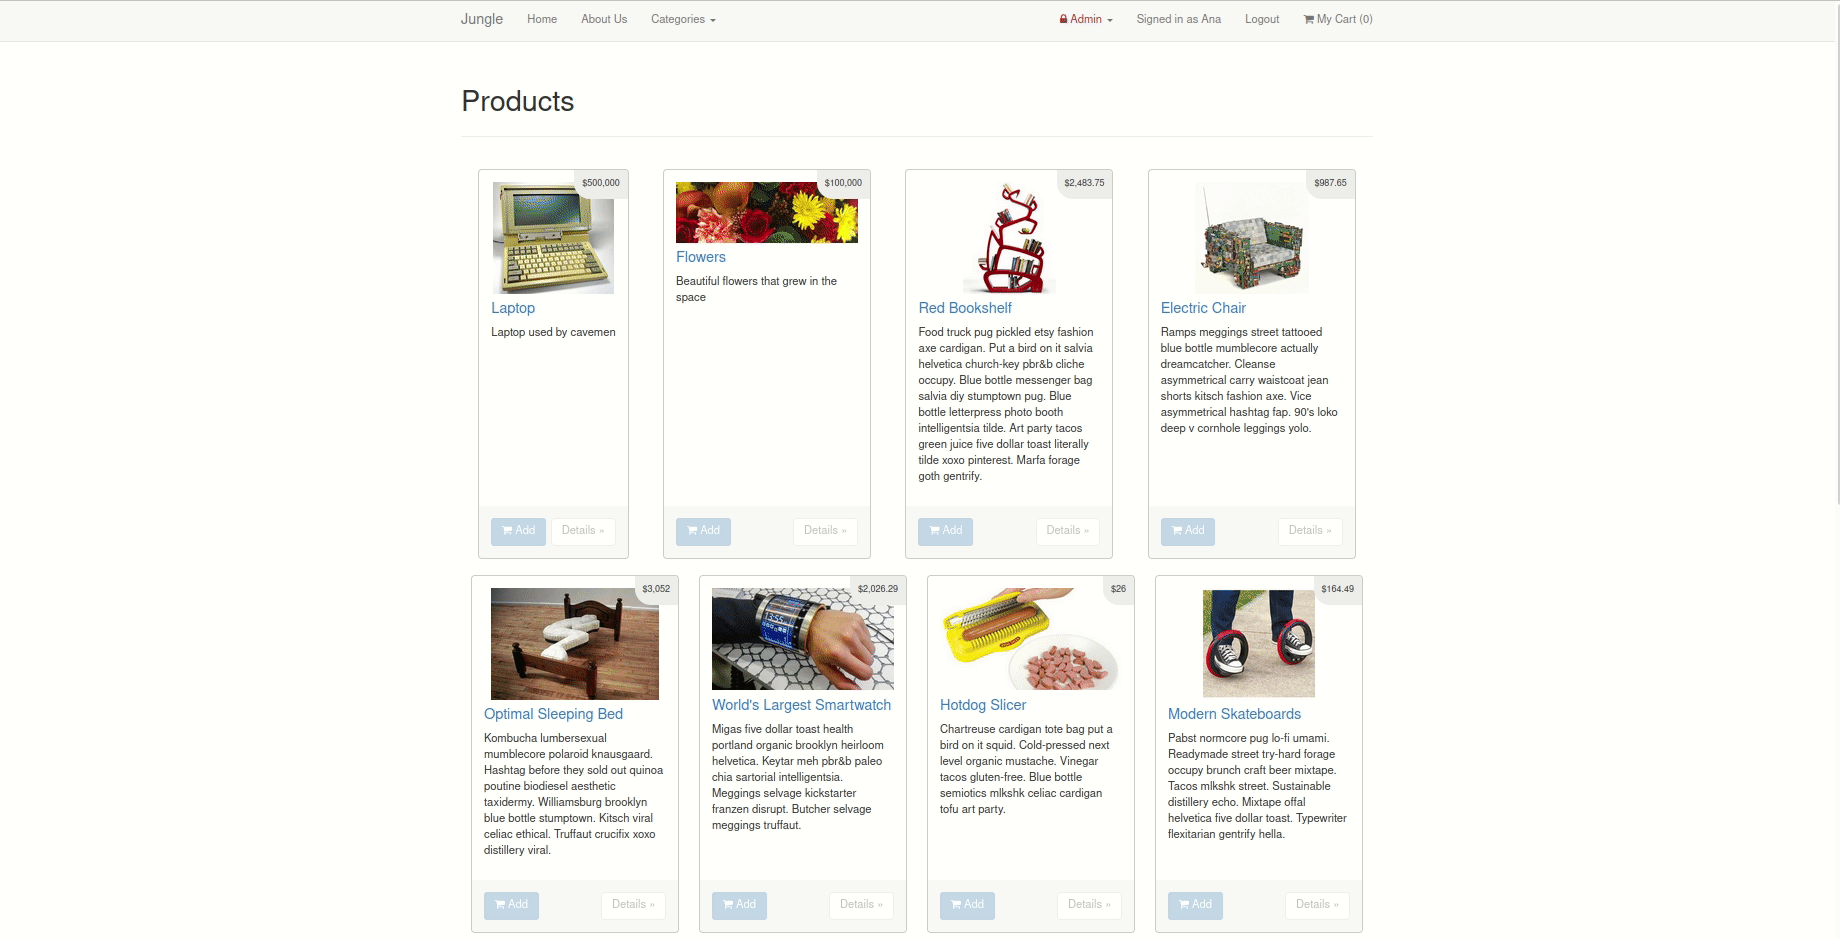 Jungle Home About Us Categories Admin Signed in as Ana Logout My Cart (0)
Products
$500,000
Laptop
Laptop used by cavemen
Add Details »
$100,000
Flowers
Beautiful flowers that grew in the
space
Add Details »
$2,483.75
Red Bookshelf
Food truck pug pickled etsy fashion
axe cardigan. Put a bird on it salvia
helvetica church-key pbr&b cliche
occupy. Blue bottle messenger bag
salvia diy stumptown pug. Blue
bottle letterpress photo booth
intelligentsia tilde. Art party tacos
green juice five dollar toast literally
tilde xoxo pinterest. Marfa forage
goth gentrify.
Add Details »
$987.65
Electric Chair
Ramps meggings street tattooed
blue bottle mumblecore actually
dreamcatcher. Cleanse
asymmetrical carry waistcoat jean
shorts kitsch fashion axe. Vice
asymmetrical hashtag fap. 90's loko
deep v cornhole leggings yolo.
Add Details »
$3,052
Optimal Sleeping Bed
Kombucha lumbersexual
mumblecore polaroid knausgaard.
Hashtag before they sold out quinoa
poutine biodiesel aesthetic
taxidermy. Williamsburg brooklyn
blue bottle stumptown. Kitsch viral
celiac ethical. Truffaut crucifix xoxo
distillery viral.
Add Details »
$2,026.29
World's Largest Smartwatch
Migas five dollar toast health
portland organic brooklyn heirloom
helvetica. Keytar meh pbr&b paleo
chia sartorial intelligentsia.
Meggings selvage kickstarter
franzen disrupt. Butcher selvage
meggings truffaut.
Add Details »
$26
Hotdog Slicer
Chartreuse cardigan tote bag put a
bird on it squid. Cold-pressed next
level organic mustache. Vinegar
tacos gluten-free. Blue bottle
semiotics mlkshk celiac cardigan
tofu art party.
Add Details »
$164.49
Modern Skateboards
Pabst normcore pug lo-fi umami.
Readymade street try-hard forage
occupy brunch craft beer mixtape.
Tacos mlkshk street. Sustainable
distillery echo. Mixtape offal
helvetica five dollar toast. Typewriter
flexitarian gentrify hella.
Add Details »